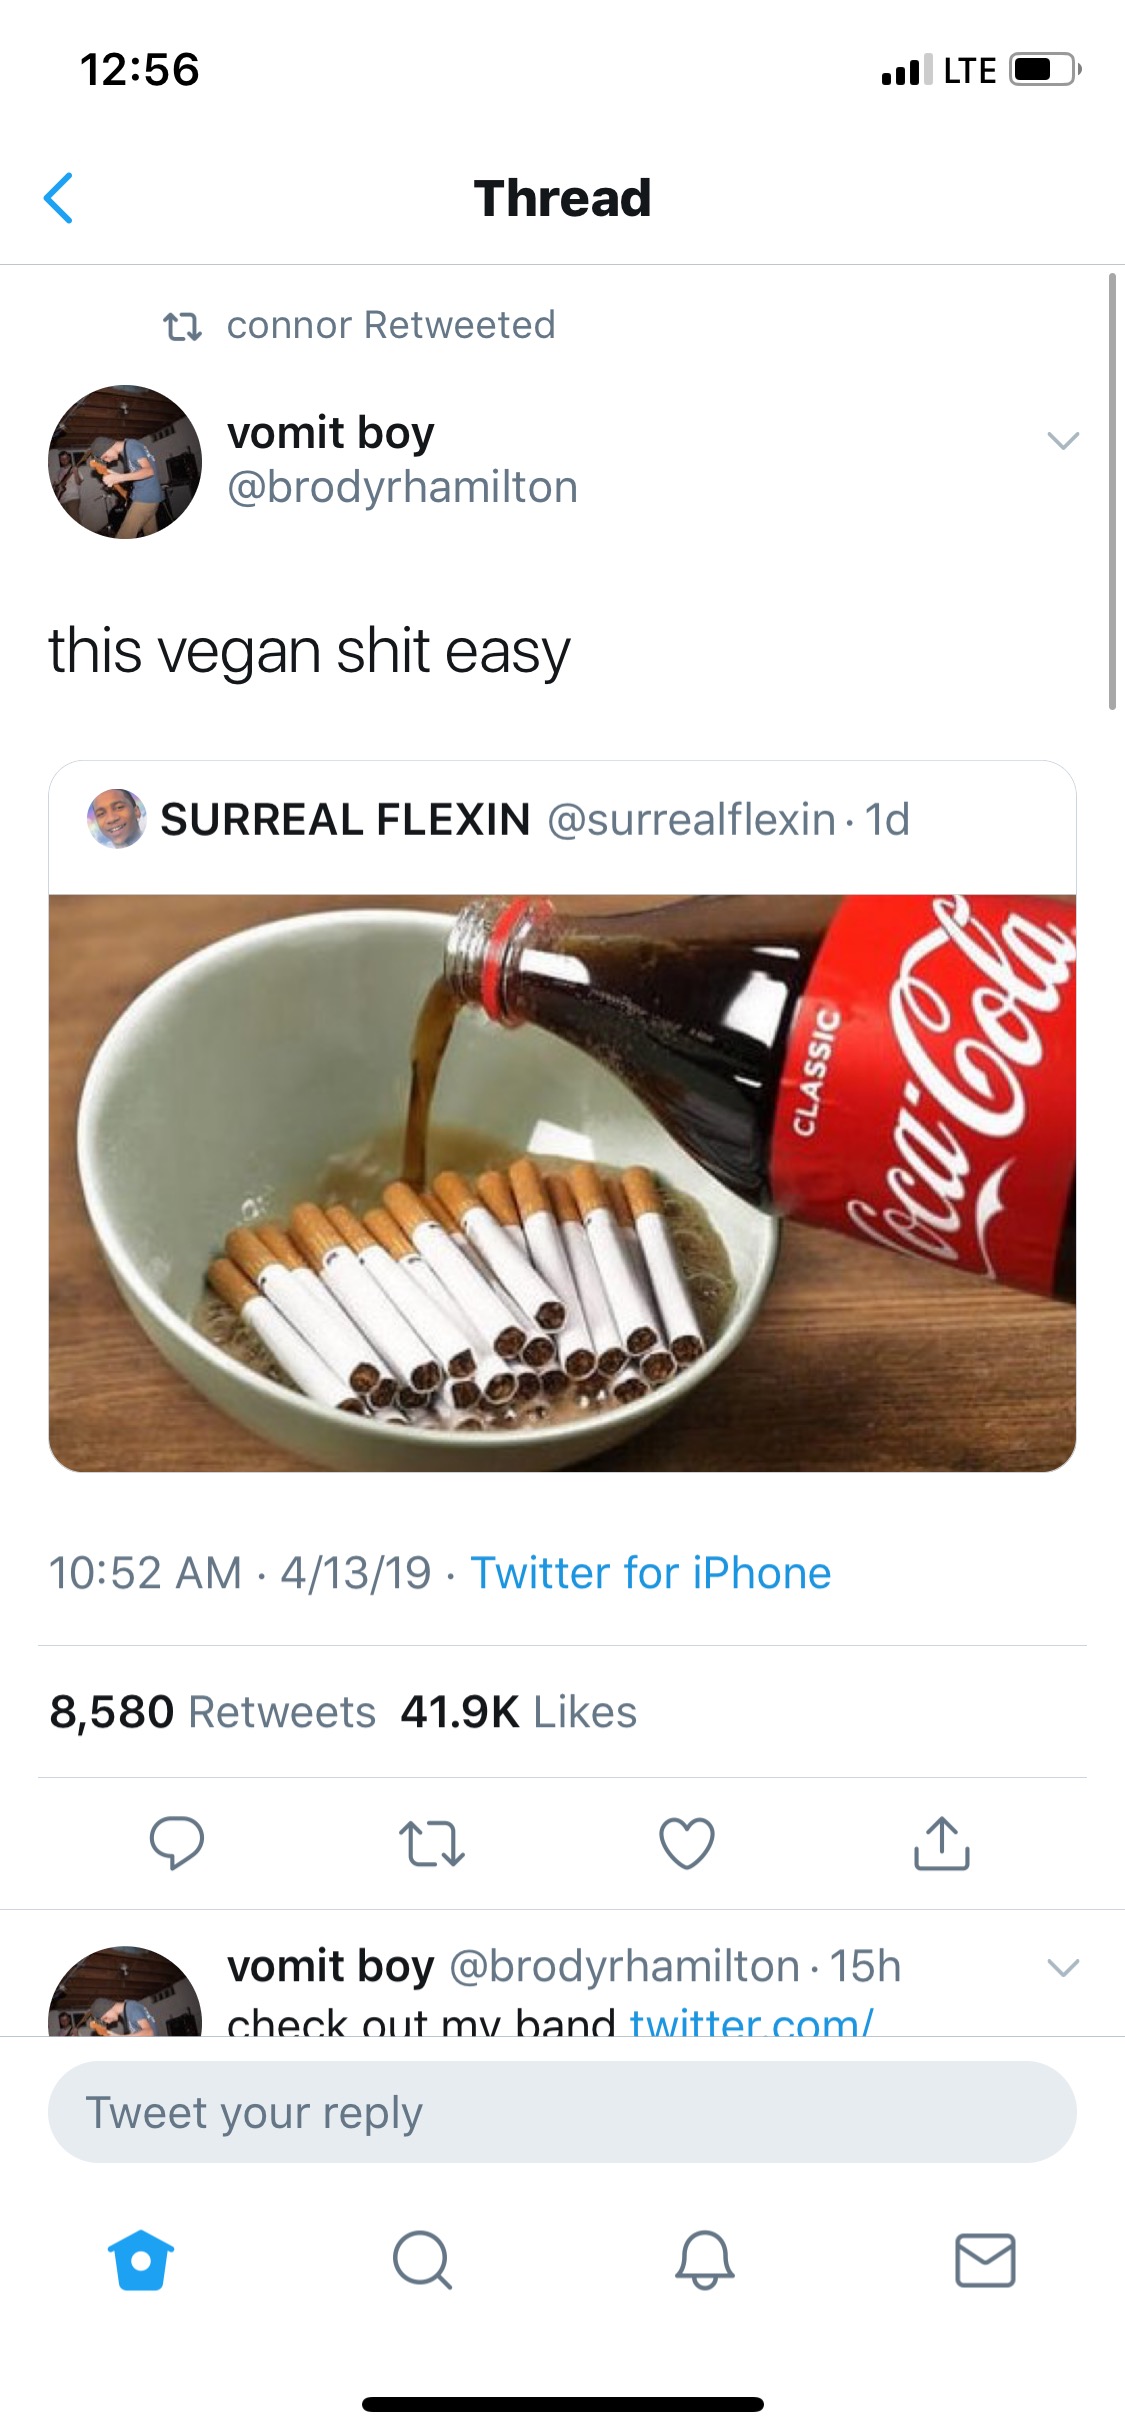 12:56
LTE
Thread
connor Retweeted
vomit boy
@brodyrhamilton
this vegan shit easy
SURREAL FLEXIN @surrealflexin · 1d
CLASSIC
Coca-Cola
10:52 AM · 4/13/19 · Twitter for iPhone
8,580 Retweets 41.9K Likes
vomit boy @brodyrhamilton · 15h
check out my band twitter.com/
Tweet your reply